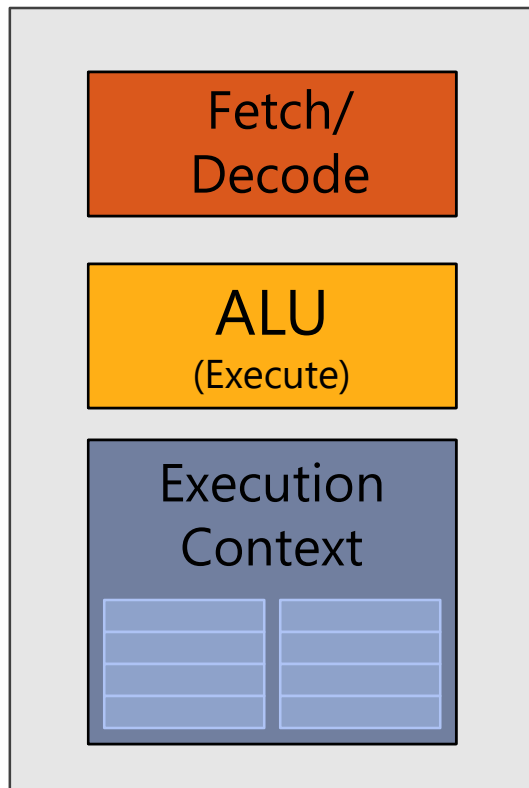 Fetch/
Decode
ALU
(Execute)
Execution
Context